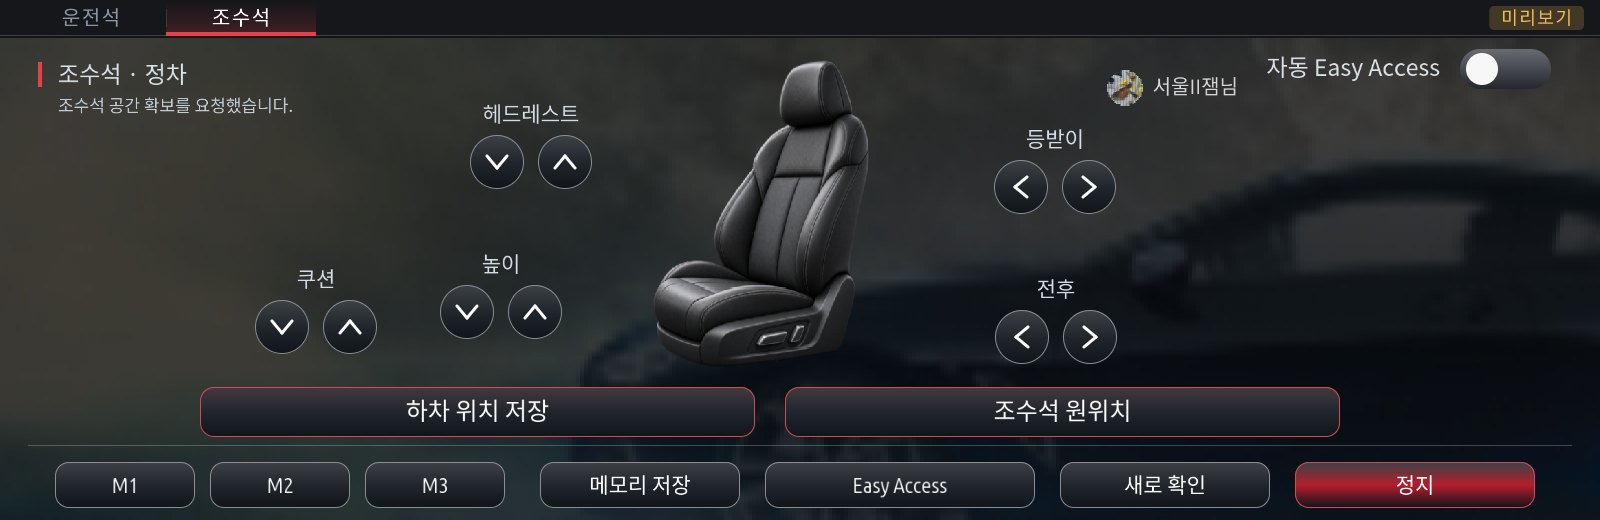 운전석
조수석
미리보기
조수석 · 정차
조수석 공간 확보를 요청했습니다.
서울II잼님
자동 Easy Access
헤드레스트
등받이
쿠션
높이
전후
하차 위치 저장
조수석 원위치
M1
M2
M3
메모리 저장
Easy Access
새로 확인
정지